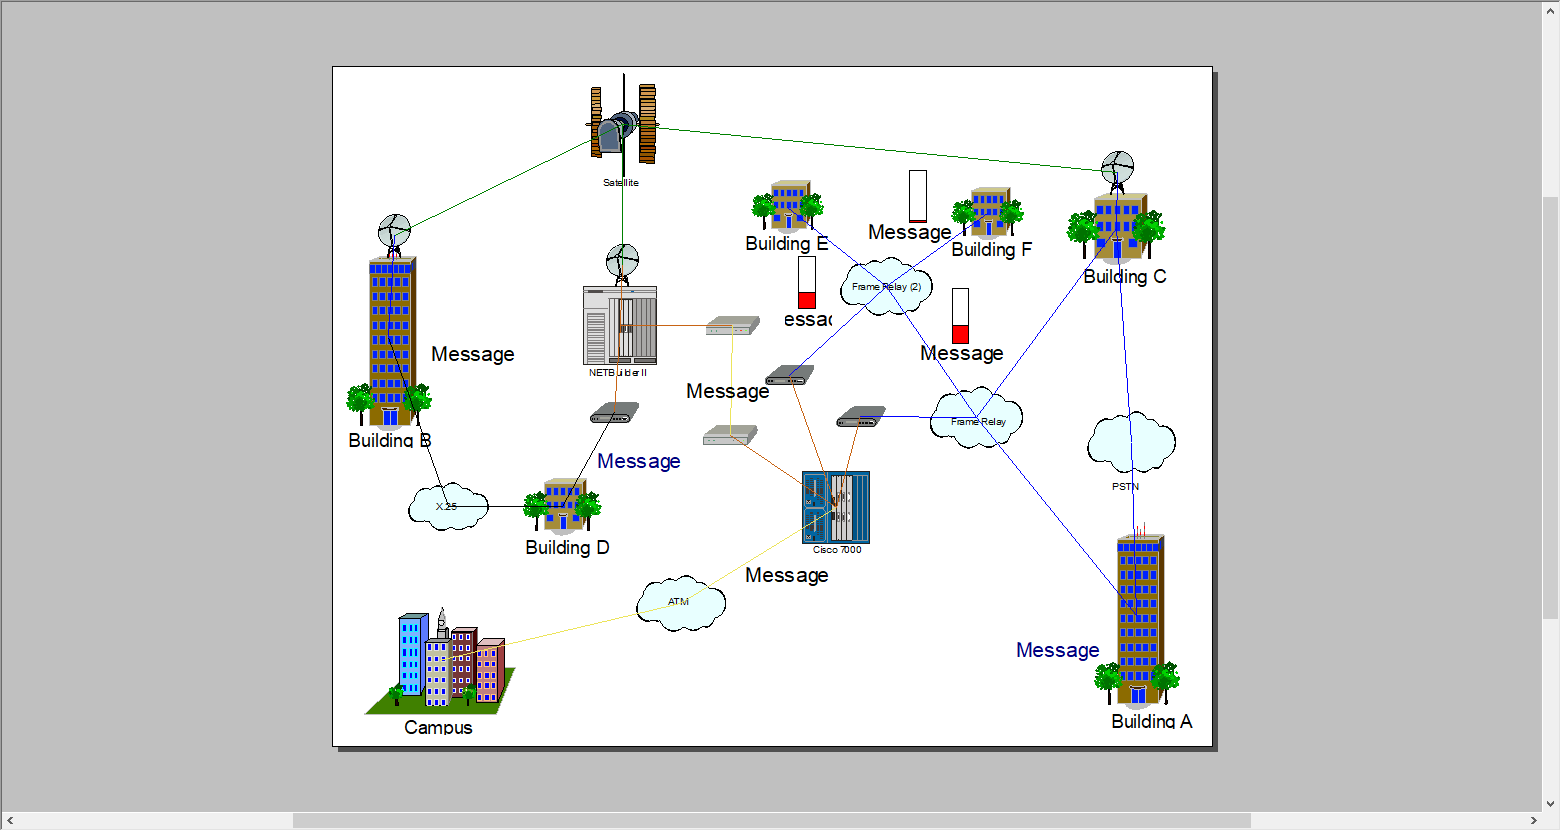 Satellite
Building E
Message
Building F
Building C
Frame Relay (2)
essac
Message
Message
NETBuilder II
Message
Building B
Frame Relay
Message
PSTN
X.25
Building D
Cisco 7000
Message
ATM
Message
Campus
Building A